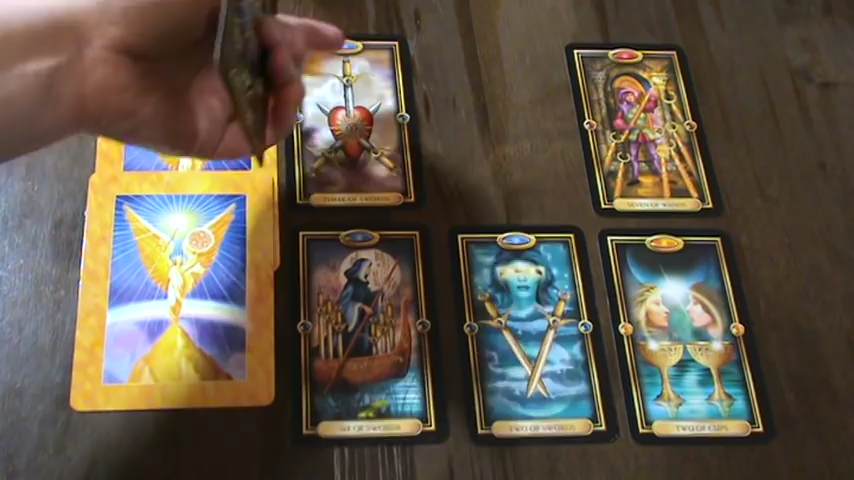 THREE OF SWORDS
SEVEN OF WANDS
SIX OF SWORDS
TWO OF SWORDS
TWO OF CUPS